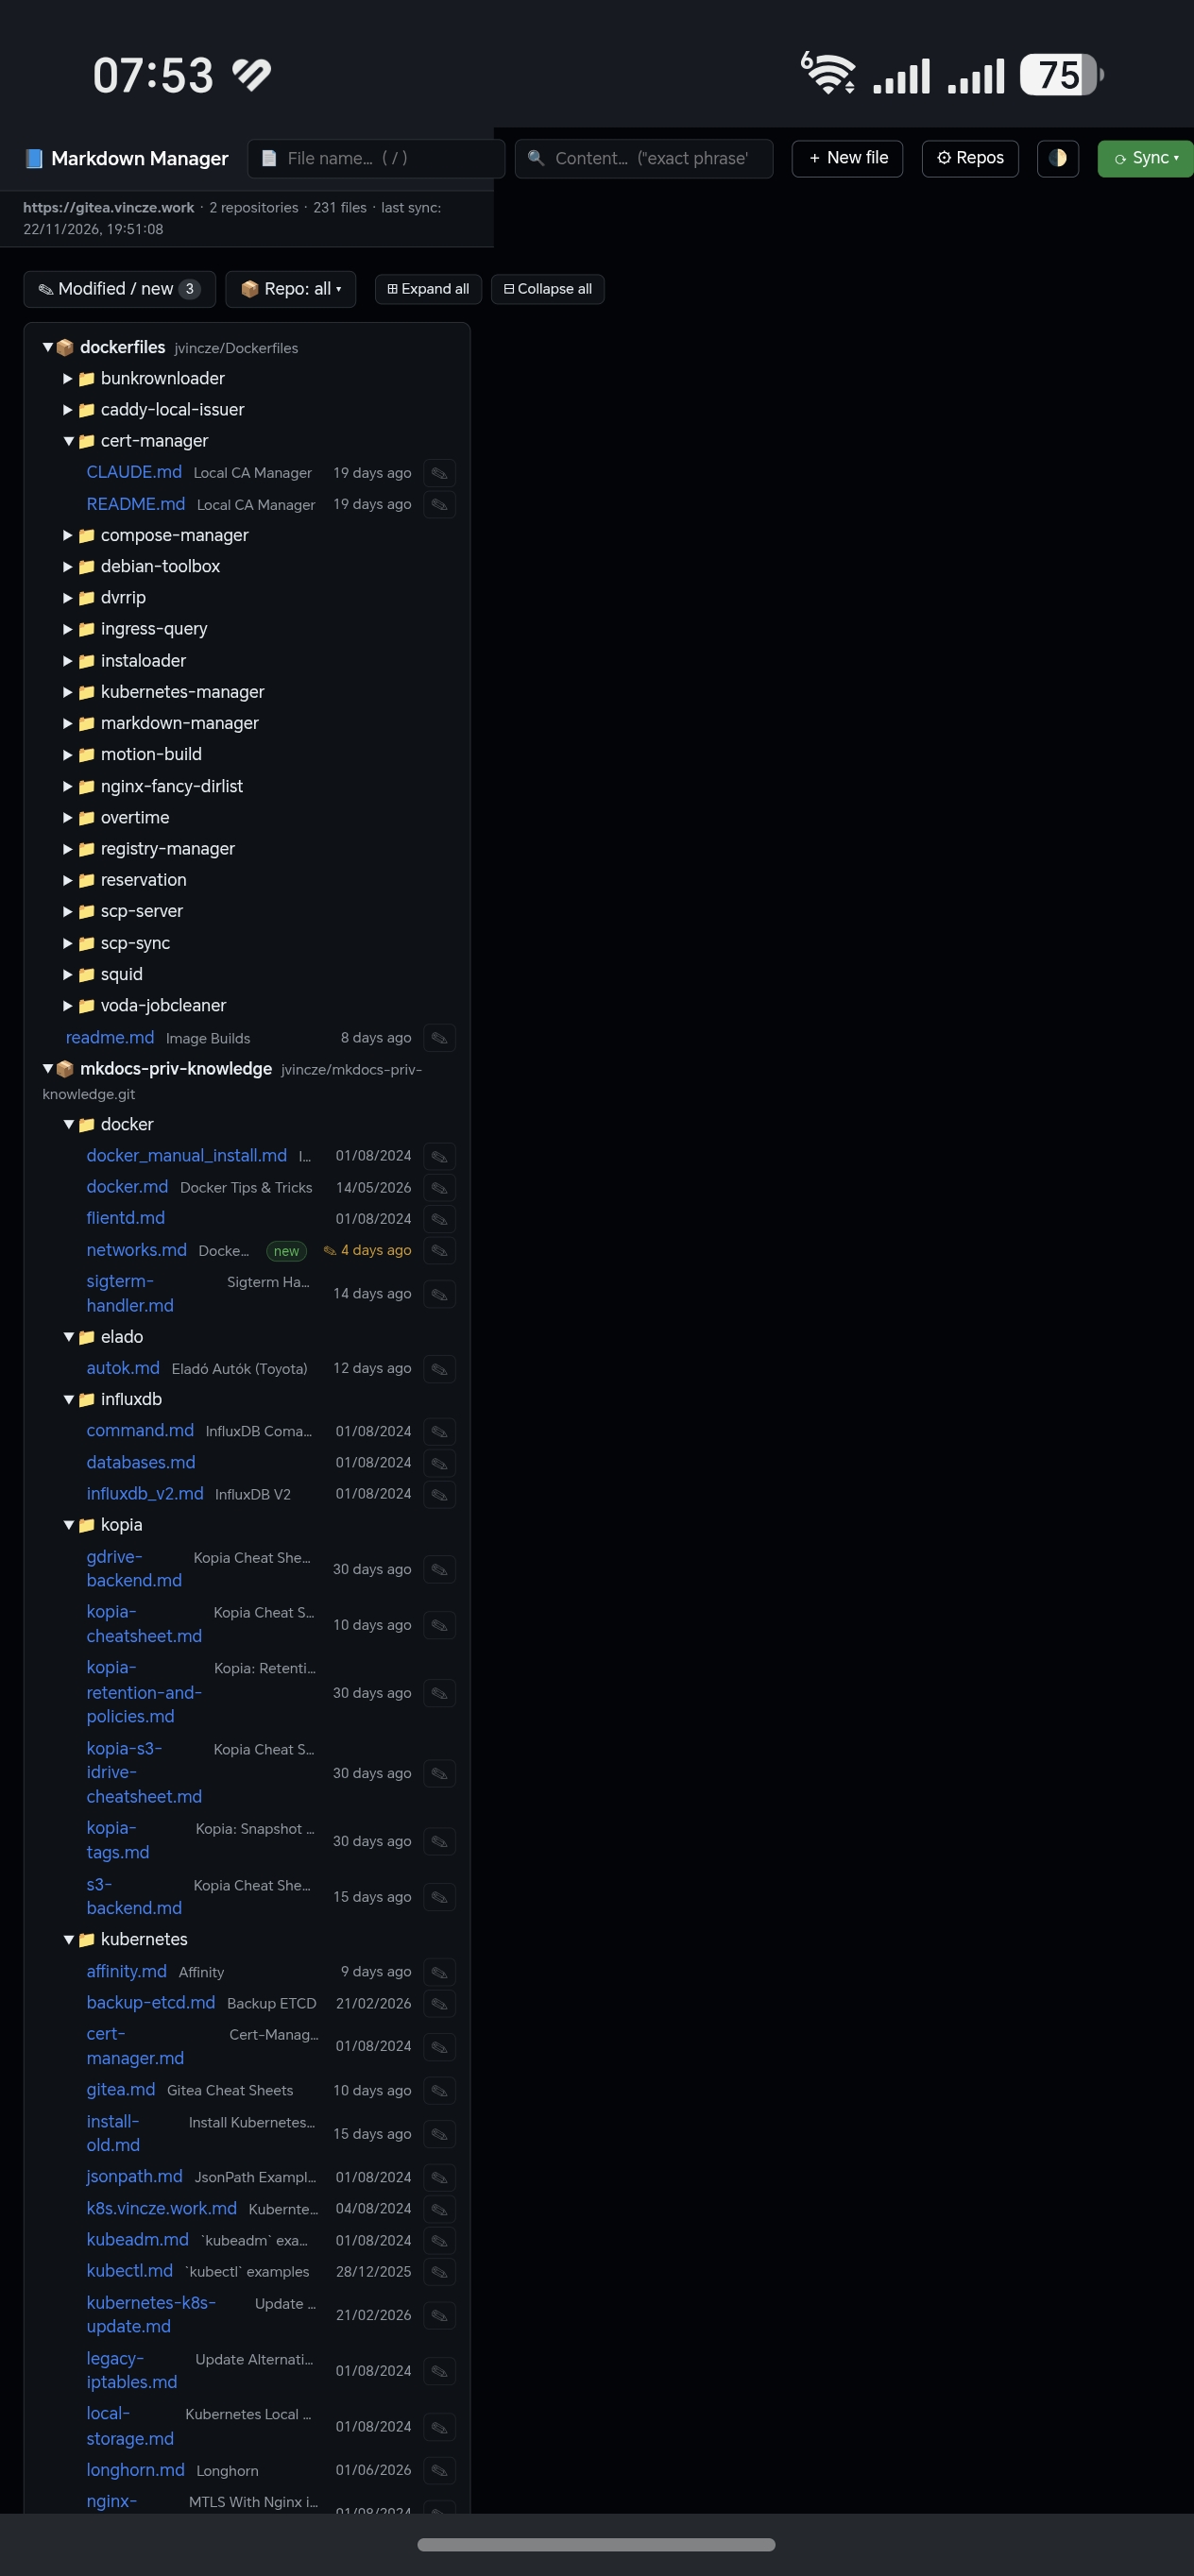 07:53 6 75
Markdown Manager File name... ( / ) Content... ("exact phrase' + New file Repos Sync
https://gitea.vincze.work · 2 repositories · 231 files · last sync:
22/11/2026, 19:51:08
Modified / new 3 Repo: all Expand all Collapse all
dockerfiles jvincze/Dockerfiles
bunkrownloader
caddy-local-issuer
cert-manager
CLAUDE.md Local CA Manager 19 days ago
README.md Local CA Manager 19 days ago
compose-manager
debian-toolbox
dvrrip
ingress-query
instaloader
kubernetes-manager
markdown-manager
motion-build
nginx-fancy-dirlist
overtime
registry-manager
reservation
scp-server
scp-sync
squid
voda-jobcleaner
readme.md Image Builds 8 days ago
mkdocs-priv-knowledge jvincze/mkdocs-priv-
knowledge.git
docker
docker_manual_install.md I... 01/08/2024
docker.md Docker Tips & Tricks 14/05/2026
flientd.md 01/08/2024
networks.md Docke... new 4 days ago
sigterm- Sigterm Ha... 14 days ago
handler.md
elado
autok.md Eladó Autók (Toyota) 12 days ago
influxdb
command.md InfluxDB Coma... 01/08/2024
databases.md 01/08/2024
influxdb_v2.md InfluxDB V2 01/08/2024
kopia
gdrive- Kopia Cheat She... 30 days ago
backend.md
kopia- Kopia Cheat S... 10 days ago
cheatsheet.md
kopia- Kopia: Retenti...
retention-and- 30 days ago
policies.md
kopia-s3- Kopia Cheat S...
idrive- 30 days ago
cheatsheet.md
kopia- Kopia: Snapshot ... 30 days ago
tags.md
s3- Kopia Cheat She... 15 days ago
backend.md
kubernetes
affinity.md Affinity 9 days ago
backup-etcd.md Backup ETCD 21/02/2026
cert- Cert-Manag... 01/08/2024
manager.md
gitea.md Gitea Cheat Sheets 10 days ago
install- Install Kubernetes... 15 days ago
old.md
jsonpath.md JsonPath Exampl... 01/08/2024
k8s.vincze.work.md Kubernte... 04/08/2024
kubeadm.md `kubeadm` exa... 01/08/2024
kubectl.md `kubectl` examples 28/12/2025
kubernetes-k8s- Update ... 21/02/2026
update.md
legacy- Update Alternati... 01/08/2024
iptables.md
local- Kubernetes Local ... 01/08/2024
storage.md
longhorn.md Longhorn 01/06/2026
nginx- MTLS With Nginx i... 01/08/2024